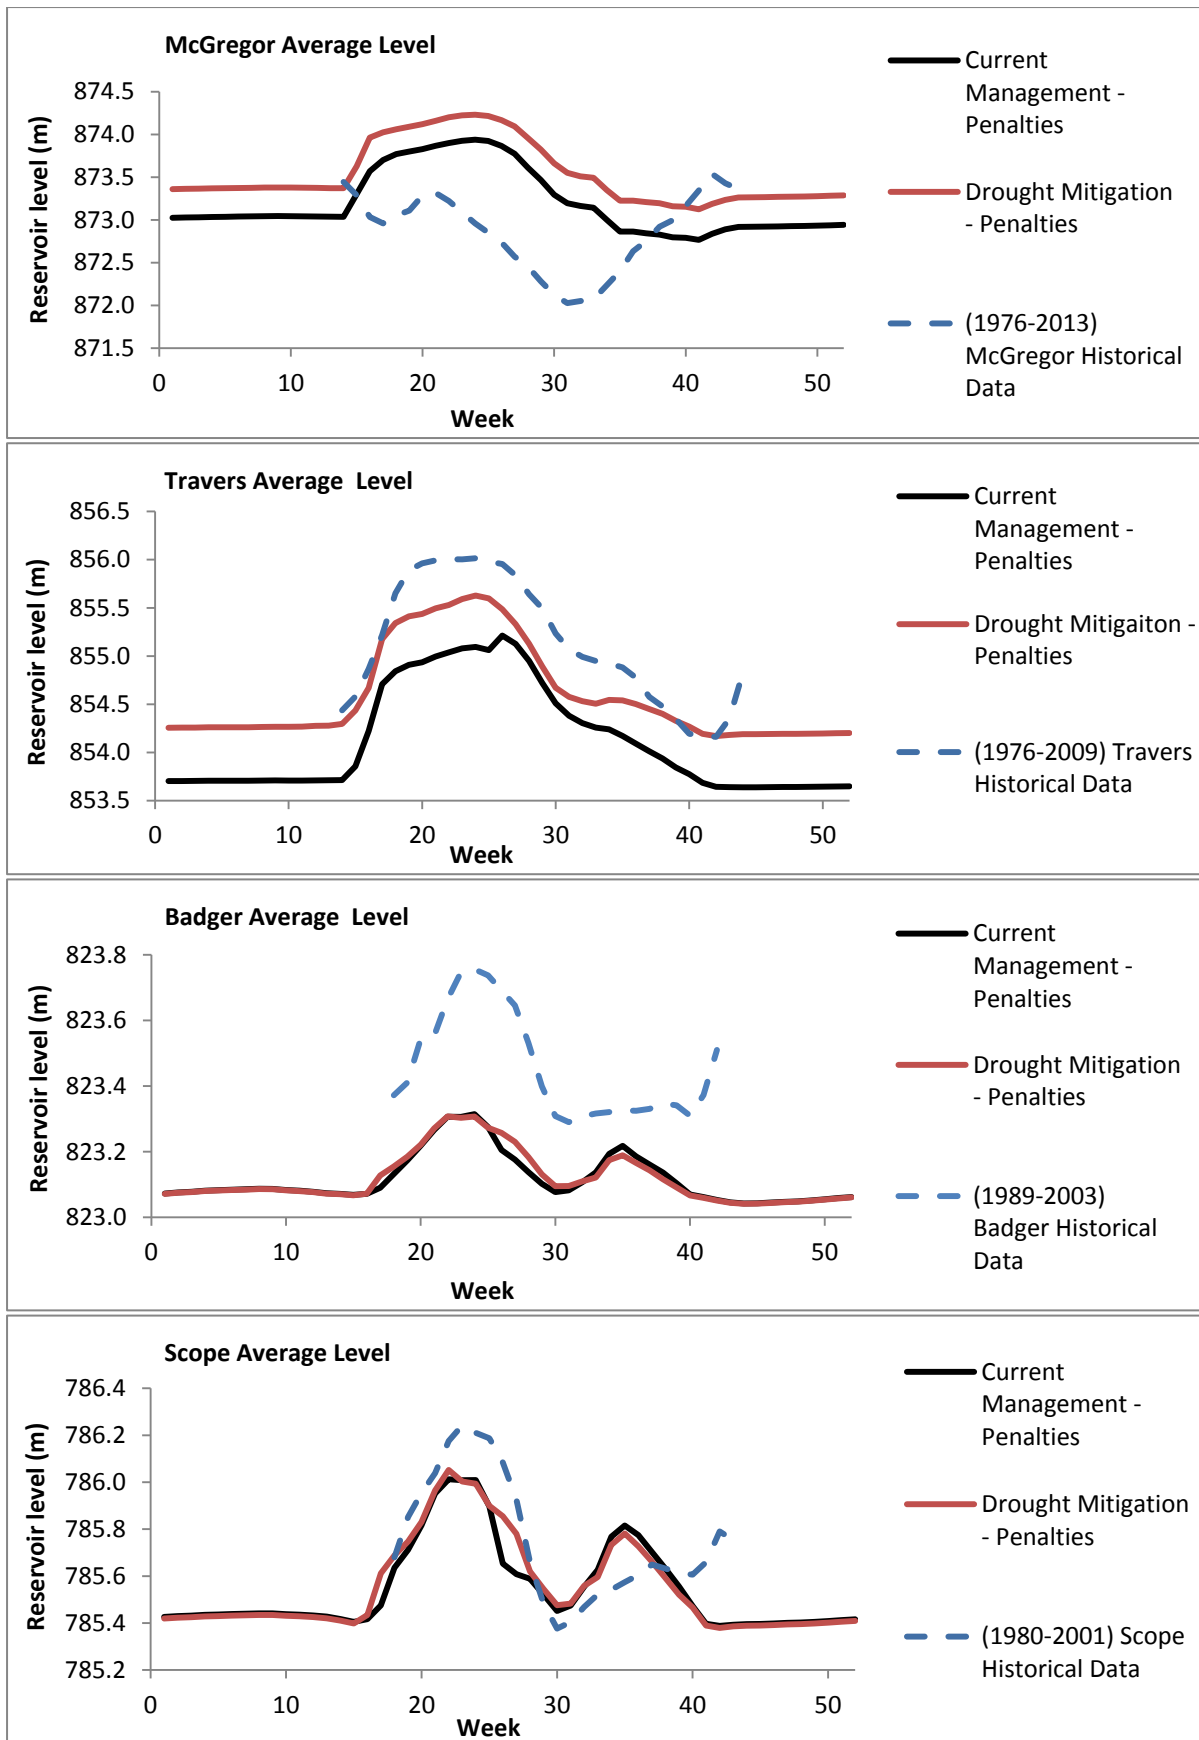 McGregor Average Level
Reservoir level (m)
874.5
874.0
873.5
873.0
872.5
872.0
871.5
0 10 20 30 40 50
Week
Current
Management -
Penalties
Drought Mitigation
- Penalties
(1976-2013)
McGregor Historical
Data
Travers Average Level
Reservoir level (m)
856.5
856.0
855.5
855.0
854.5
854.0
853.5
0 10 20 30 40 50
Week
Current
Management -
Penalties
Drought Mitigaiton -
Penalties
(1976-2009) Travers
Historical Data
Badger Average Level
Reservoir level (m)
823.8
823.6
823.4
823.2
823.0
0 10 20 30 40 50
Week
Current
Management -
Penalties
Drought Mitigation
- Penalties
(1989-2003)
Badger Historical
Data
Scope Average Level
Reservoir level (m)
786.4
786.2
786.0
785.8
785.6
785.4
785.2
0 10 20 30 40 50
Week
Current
Management -
Penalties
Drought Mitigation
- Penalties
(1980-2001) Scope
Historical Data